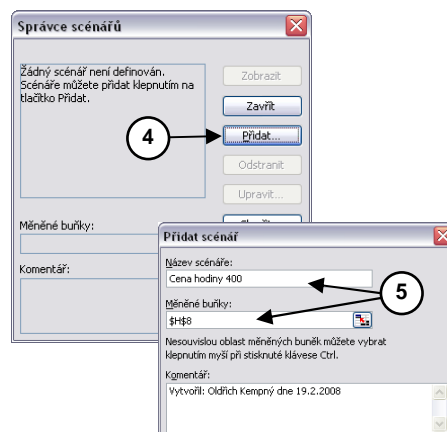 Správce scénářů
Žádný scénář není definován.
Scénáře můžete přidat klepnutím na
tlačítko Přidat.
Zobrazit
Zavřít
4
Přidat...
Odstranit
Upravit...
Měněné buňky:
Komentář:
Přidat scénář
Název scénáře:
Cena hodiny 400
5
Měněné buňky:
$H$8
Nesouvislou oblast měněných buněk můžete vybrat
klepnutím myší při stisknuté klávese Ctrl.
Komentář:
Vytvořil: Oldřich Kempný dne 19.2.2008